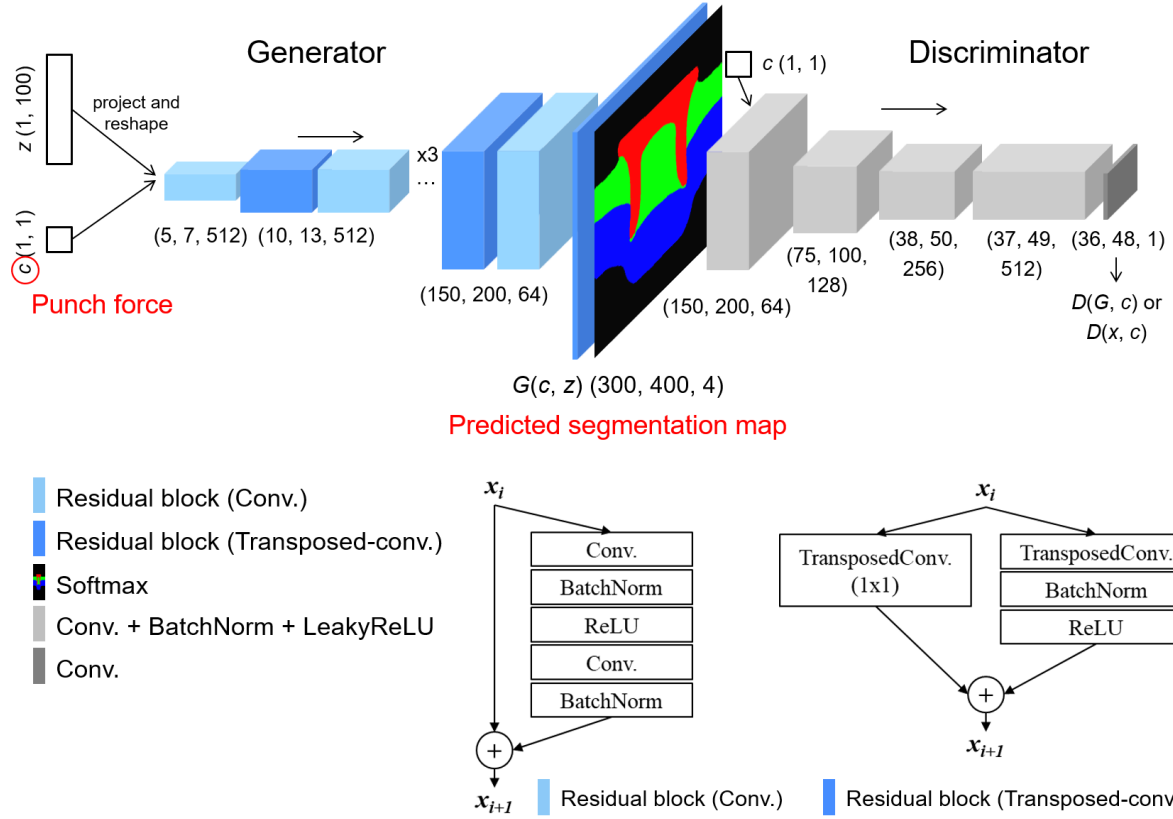 Generator
Discriminator
z (1, 100)
project and
reshape
c (1, 1)
Punch force
(5, 7, 512)
(10, 13, 512)
x3
...
(150, 200, 64)
G(c, z) (300, 400, 4)
Predicted segmentation map
c (1, 1)
(150, 200, 64)
(75, 100,
128)
(38, 50,
256)
(37, 49,
512)
(36, 48, 1)
D(G, c) or
D(x, c)
Residual block (Conv.)
Residual block (Transposed-conv.)
Softmax
Conv. + BatchNorm + LeakyReLU
Conv.
xi
Conv.
BatchNorm
ReLU
Conv.
BatchNorm
+
xi+1
Residual block (Conv.)
xi
TransposedConv.
(1x1)
TransposedConv.
BatchNorm
ReLU
+
xi+1
Residual block (Transposed-conv